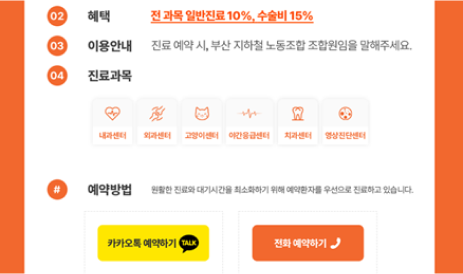 02 혜택 전 과목 일반진료 10%, 수술비 15%
03 이용안내 진료 예약 시, 부산 지하철 노동조합 조합원임을 말해주세요.
04 진료과목
내과센터 외과센터 고양이센터 야간응급센터 치과센터 영상진단센터
# 예약방법 원활한 진료와 대기시간을 최소화하기 위해 예약환자를 우선으로 진료하고 있습니다.
카카오톡 예약하기 TALK 전화 예약하기